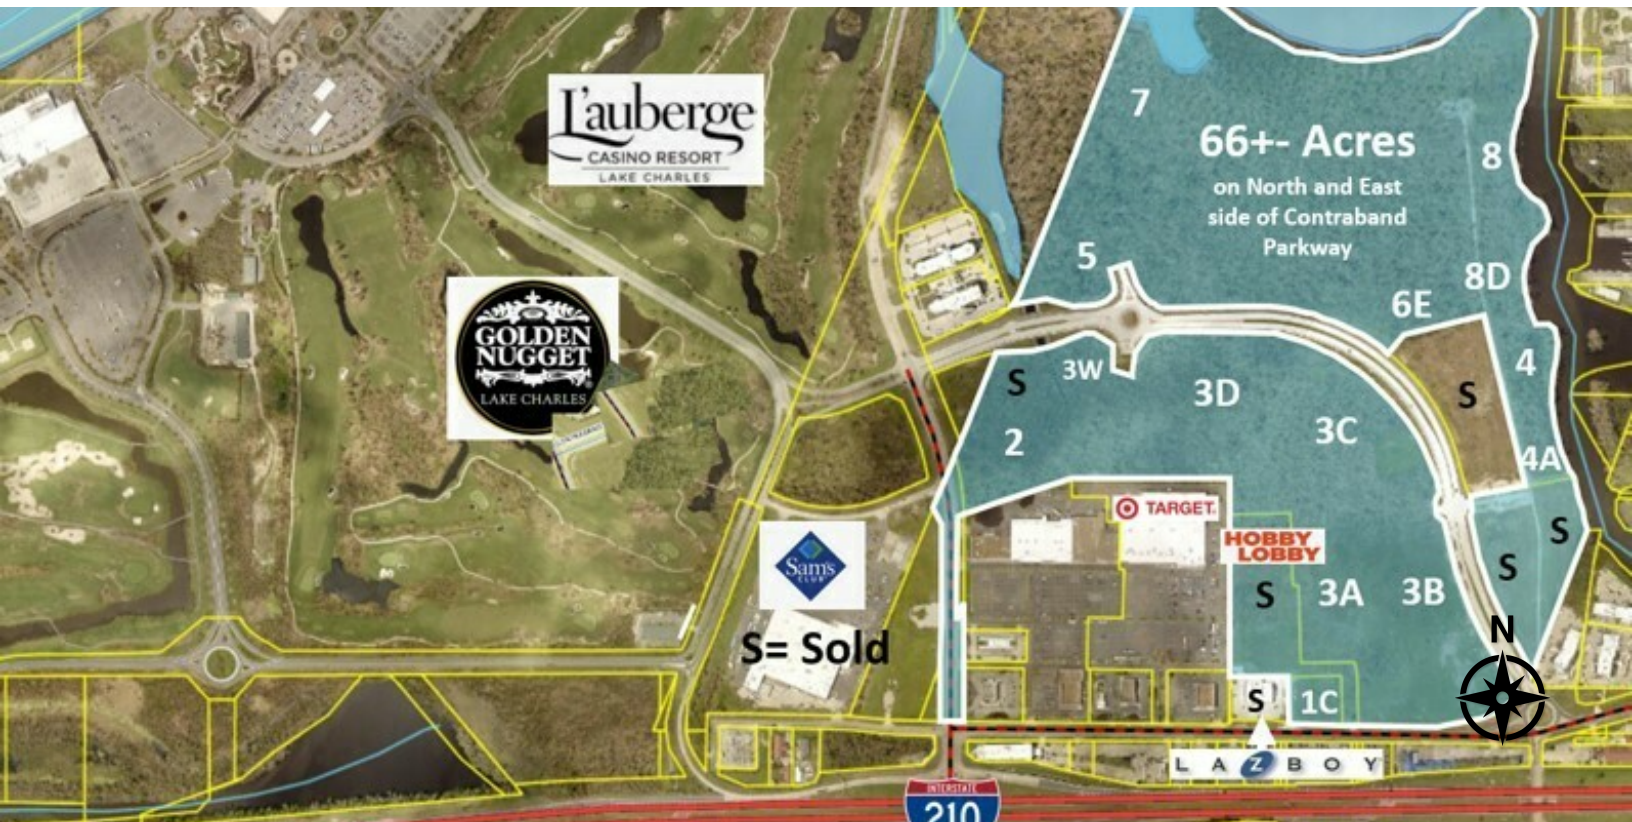 L'auberge
CASINO RESORT
LAKE CHARLES
7
66+- Acres
on North and East
side of Contraband
Parkway
8
5
8D
6E
GOLDEN
NUGGET
LAKE CHARLES
S
3W
3D
4
S
2
3C
4A
TARGET
HOBBY
LOBBY
S
Sam's
CLUB
S
S
3A
3B
N
S= Sold
S
1C
LAZBOY
INTERSTATE
210